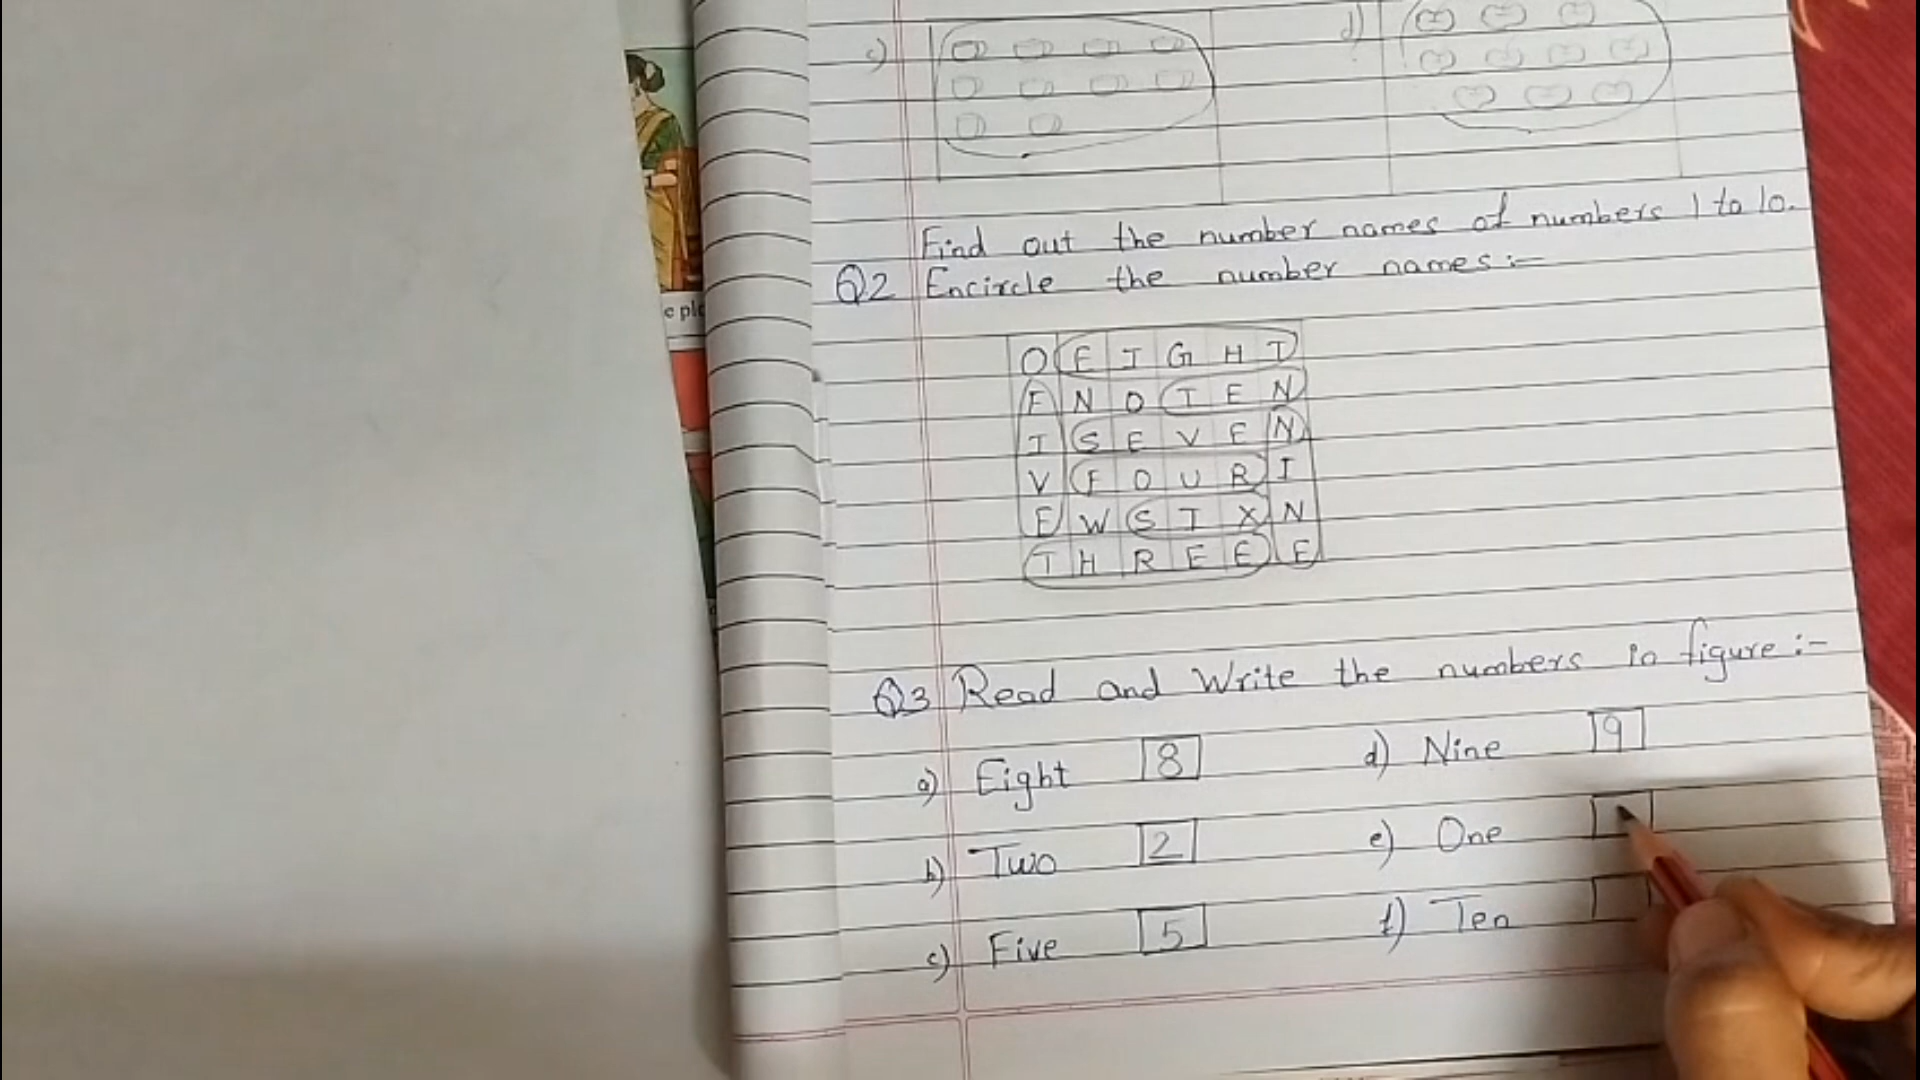 c)
d)
Find out the number names of numbers 1 to 10.
Q2 Encircle the number names:-
O E I G H T
F N O T E N
I S E V E N
V F O U R I
E W S I X N
T H R E E E
Q3 Read and Write the numbers in figure:-
a) Eight 8
d) Nine 9
b) Two 2
e) One
c) Five 5
f) Ten